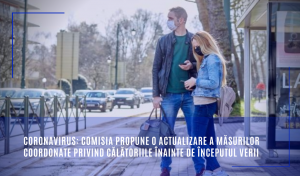 CORONAVIRUS: COMISIA PROPUNE O ACTUALIZARE A MĂSURILOR
COORDONATE PRIVIND CĂLĂTORIILE ÎNAINTE DE ÎNCEPUTUL VERII